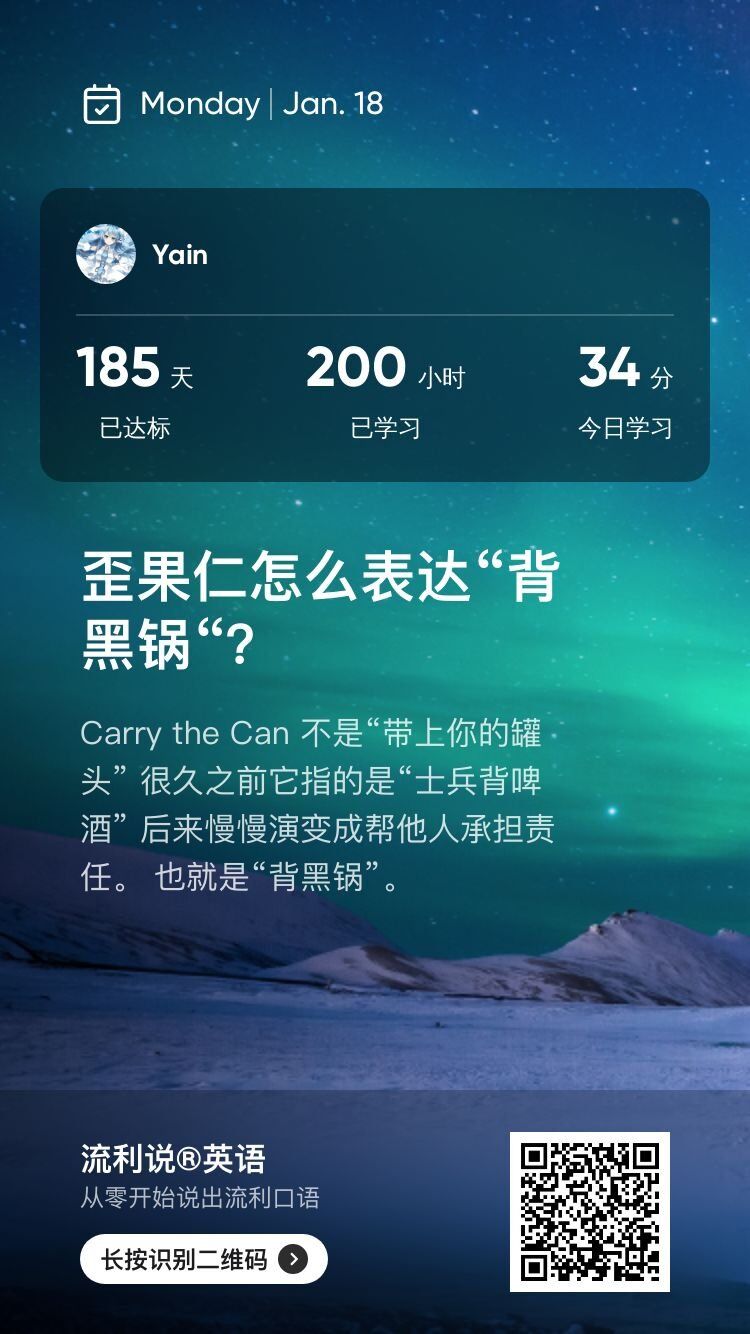 Monday | Jan. 18
Yain
185 天 200 小时 34 分
已达标 已学习 今日学习
歪果仁怎么表达“背
黑锅“?
Carry the Can 不是“带上你的罐
头” 很久之前它指的是“士兵背啤
酒” 后来慢慢演变成帮他人承担责
任。 也就是“背黑锅”。
流利说®英语
从零开始说出流利口语
长按识别二维码